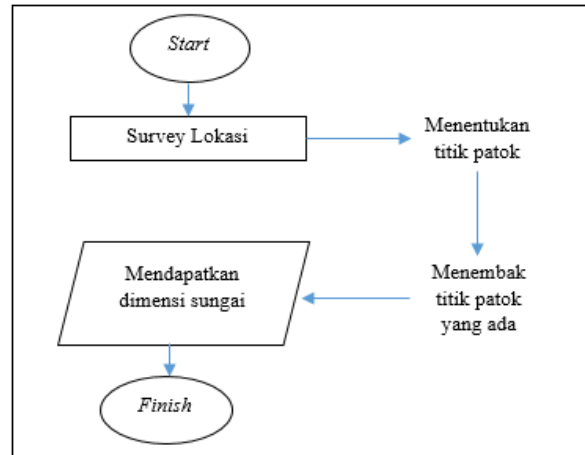 Start
Survey Lokasi
Menentukan
titik patok
Menembak
titik patok
yang ada
Mendapatkan
dimensi sungai
Finish